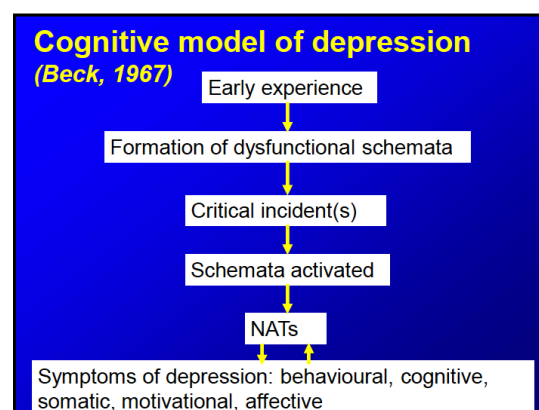 Cognitive model of depression
(Beck, 1967)
Early experience
Formation of dysfunctional schemata
Critical incident(s)
Schemata activated
NATs
Symptoms of depression: behavioural, cognitive,
somatic, motivational, affective